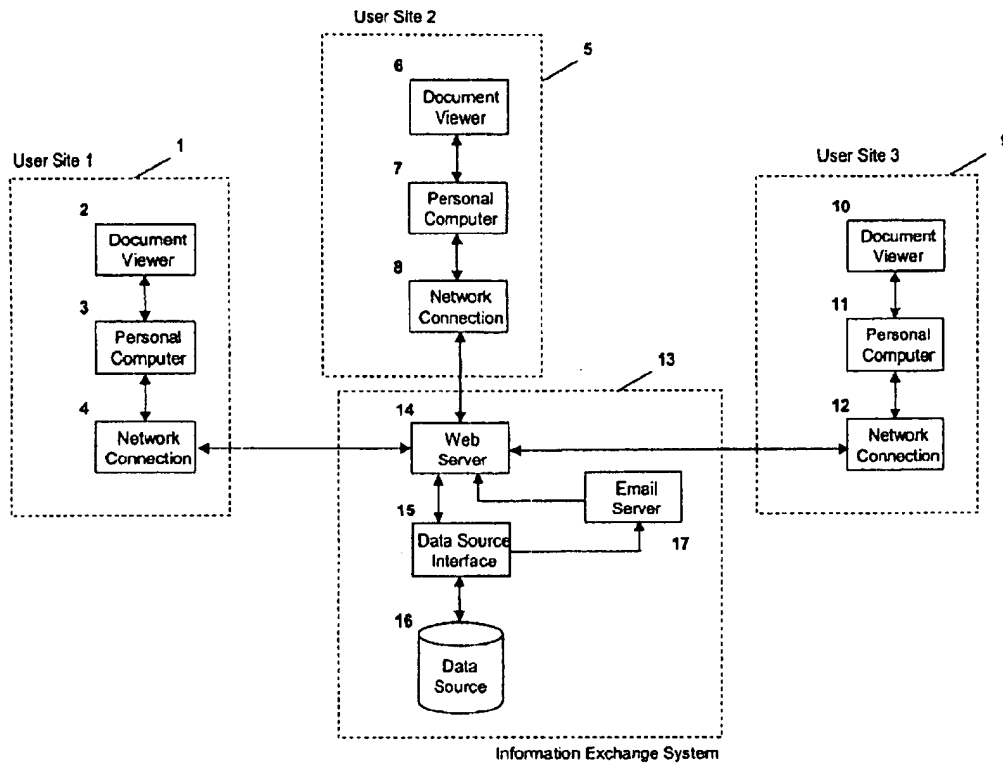 User Site 2
5
6
Document
Viewer
7
Personal
Computer
8
Network
Connection
User Site 1
1
2
Document
Viewer
3
Personal
Computer
4
Network
Connection
User Site 3
9
10
Document
Viewer
11
Personal
Computer
12
Network
Connection
13
14
Web
Server
Email
Server
17
15
Data Source
Interface
16
Data
Source
Information Exchange System